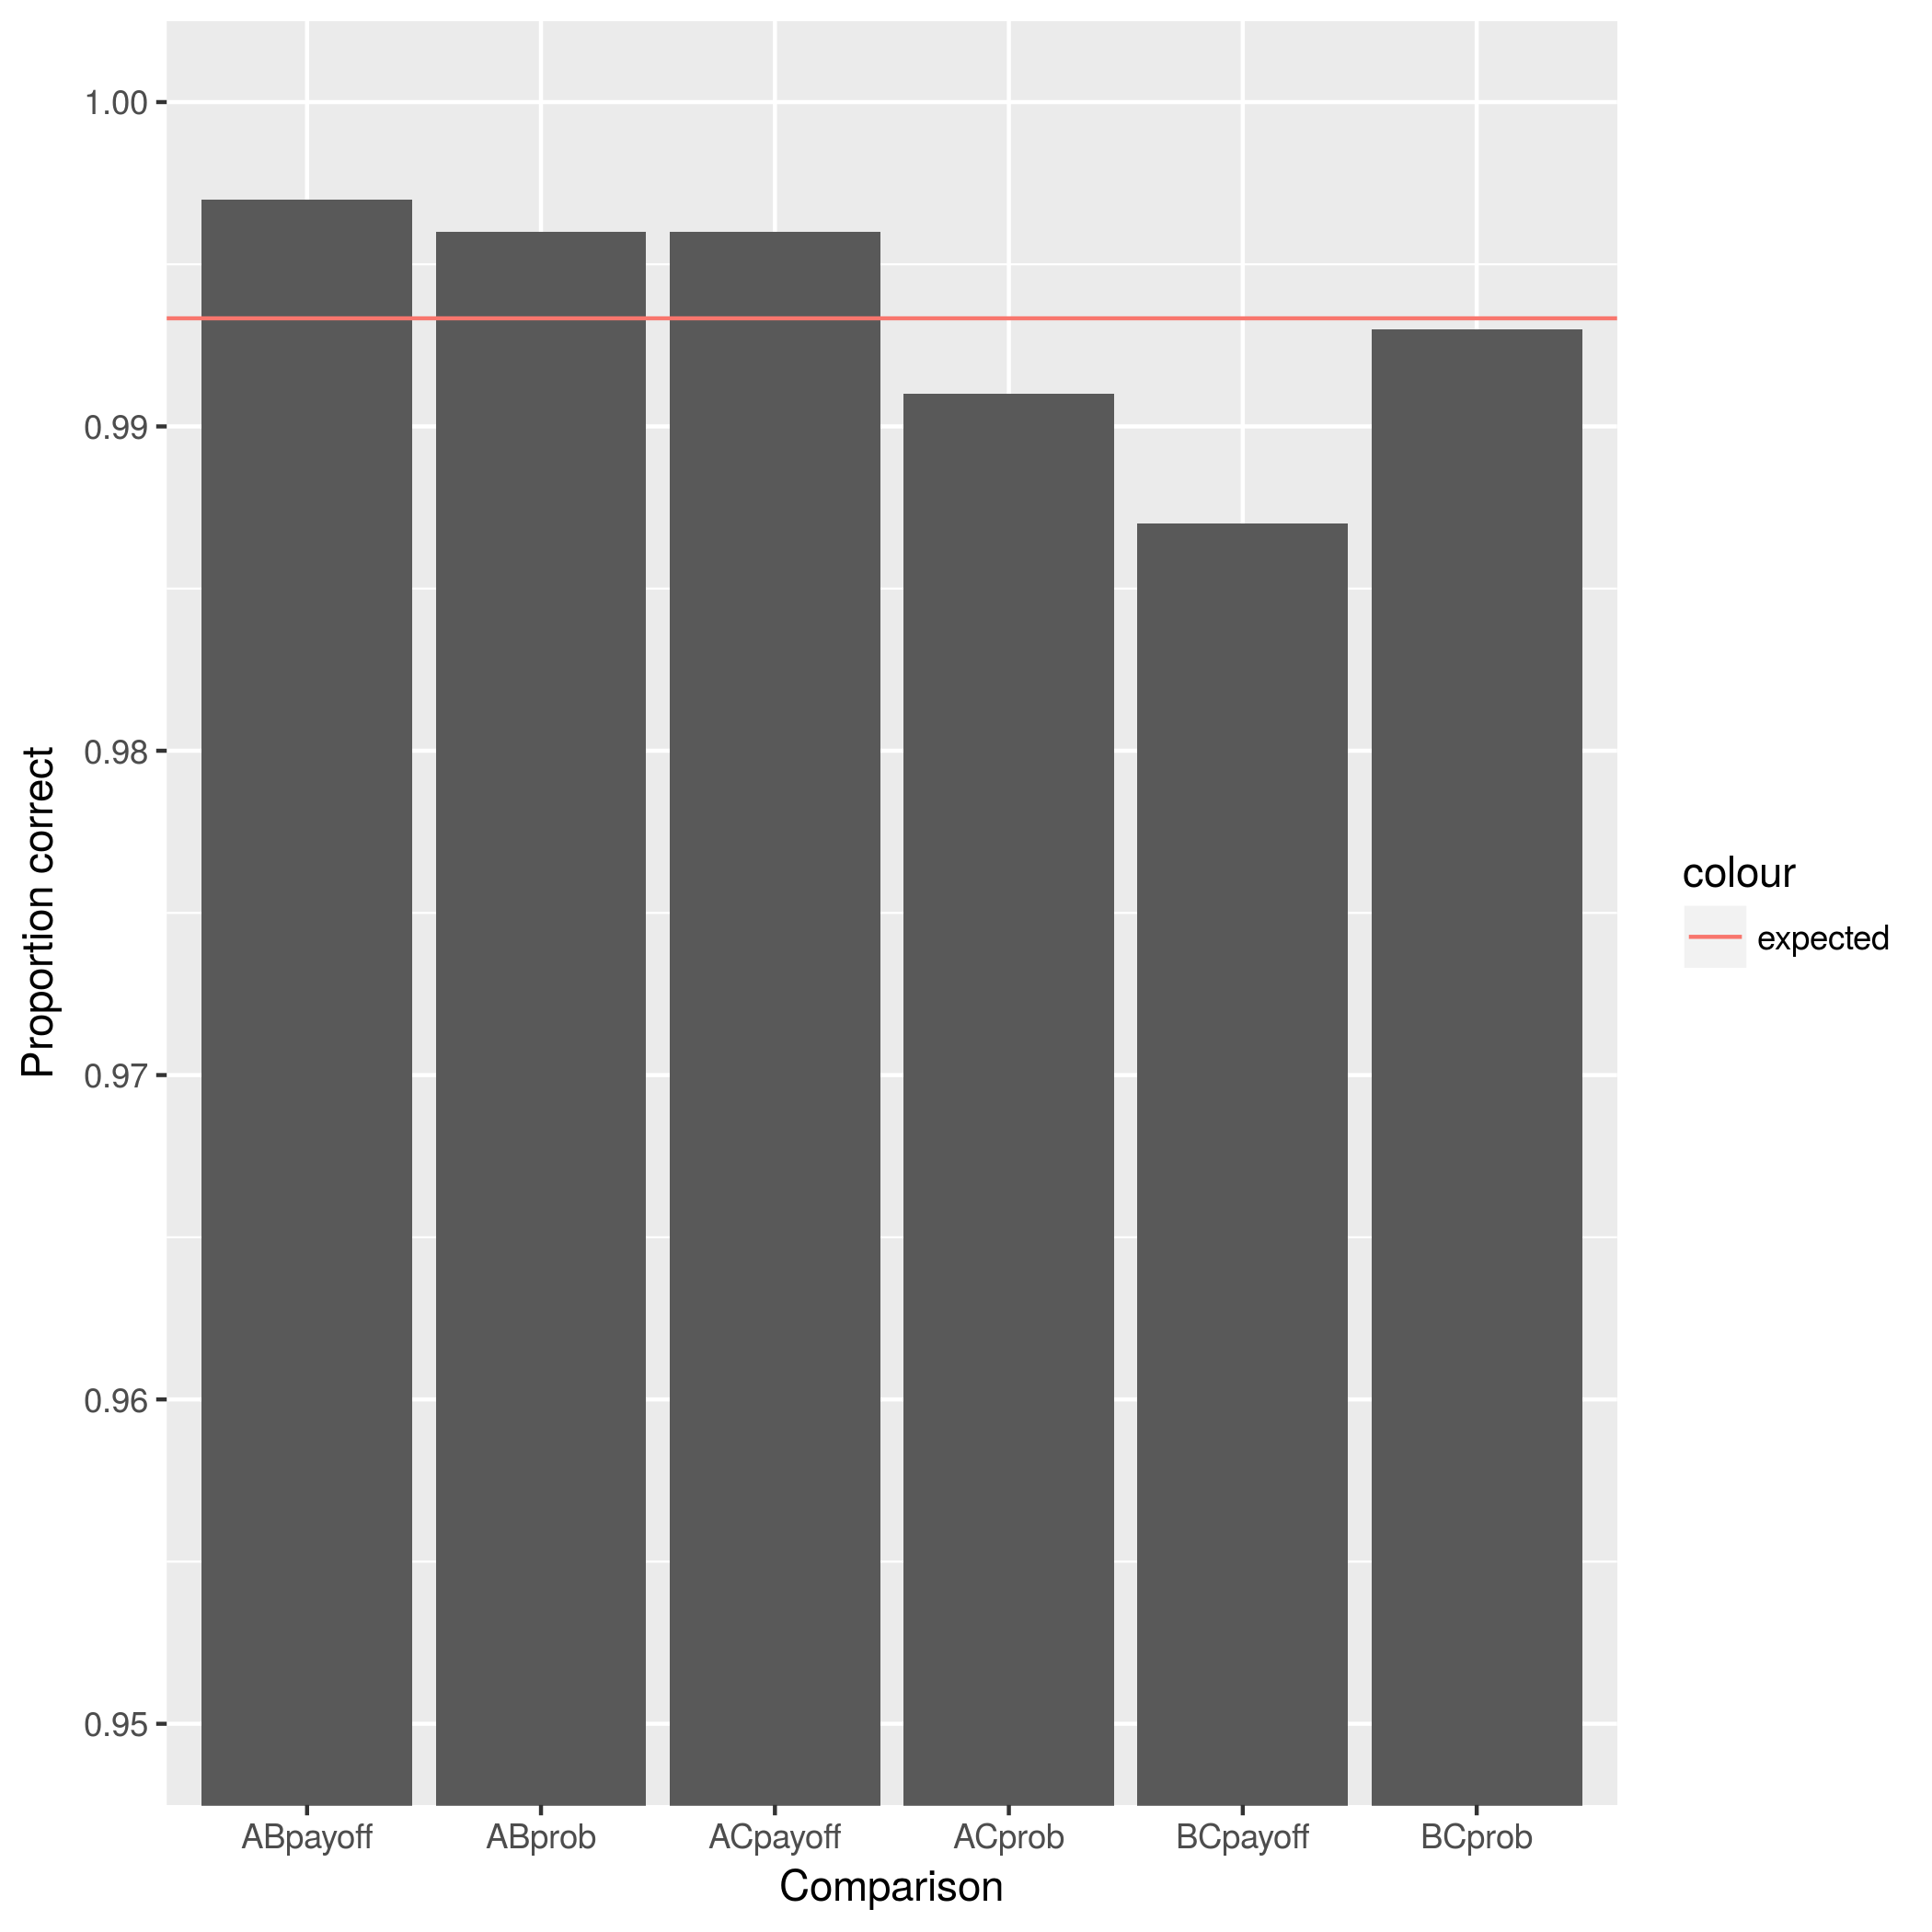 1.00
0.99
0.98
0.97
0.96
0.95
Proportion correct
ABpayoff
ABprob
ACpayoff
ACprob
BCpayoff
BCprob
Comparison
colour
expected